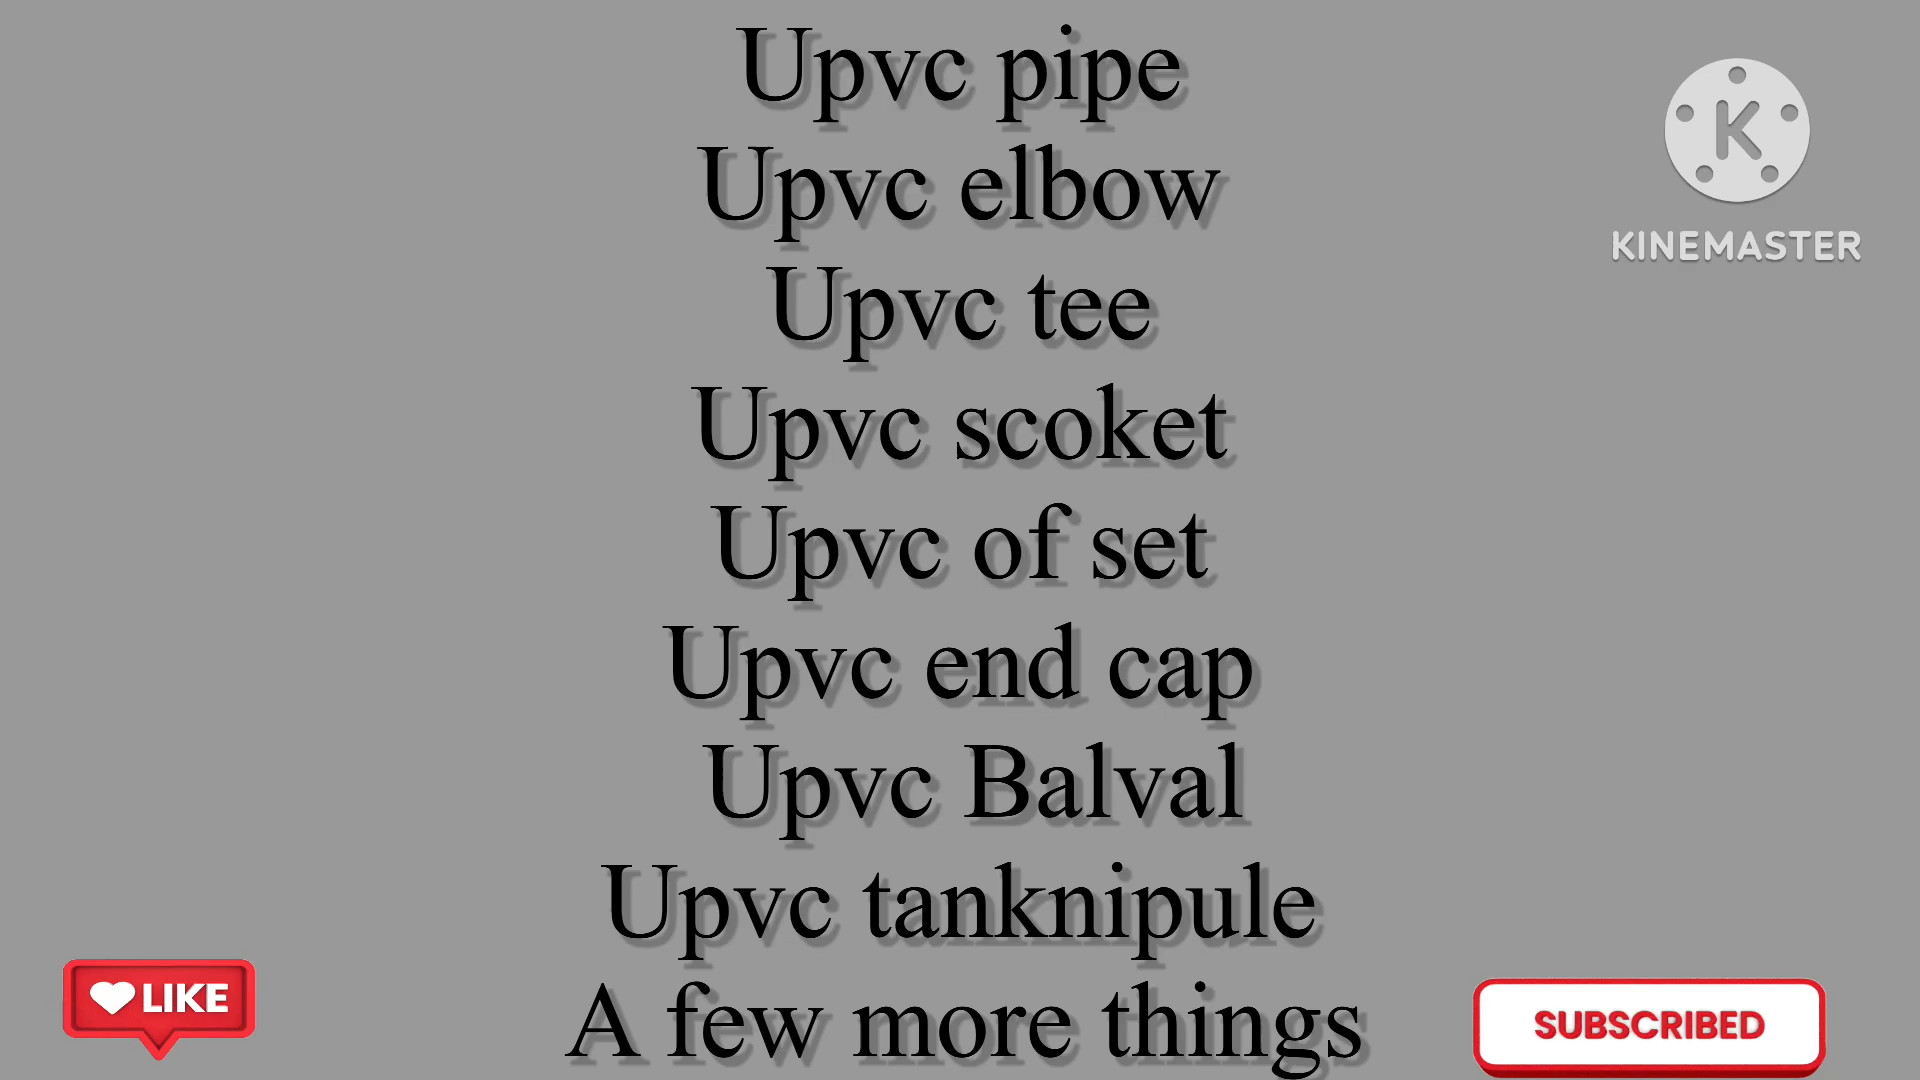 Upvc pipe
Upvc elbow
Upvc tee
Upvc scoket
Upvc of set
Upvc end cap
Upvc Balval
Upvc tanknipule
A few more things
K
KINEMASTER
LIKE
SUBSCRIBED